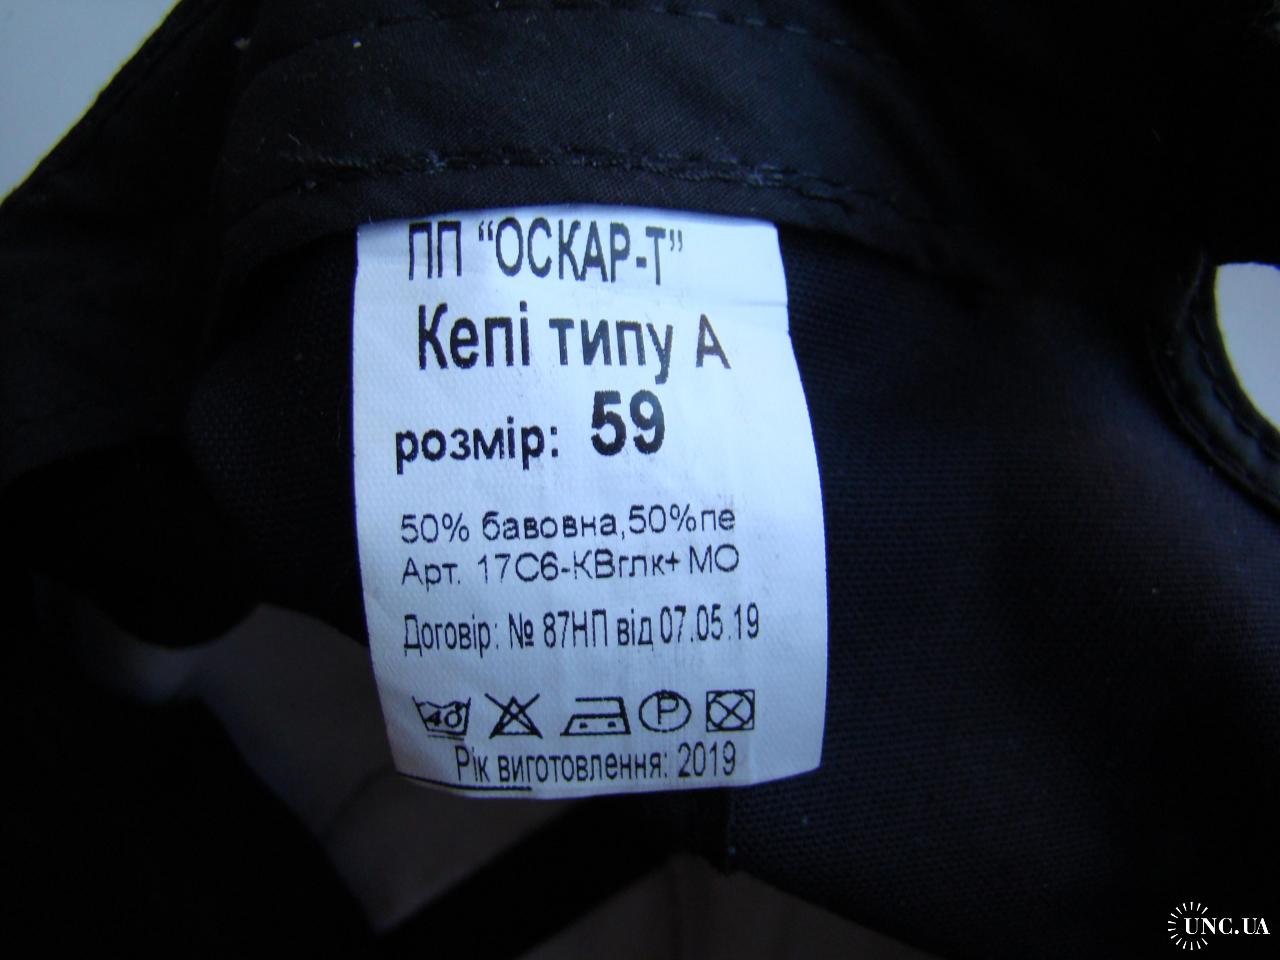 ПП “ОСКАР-Т”
Кепі типу А
розмір: 59
50% бавовна,50%пе
Арт. 17С6-КВглк+ МО
Договір: № 87НП від 07.05.19
40 P
Рік виготовлення: 2019
UNC.UA